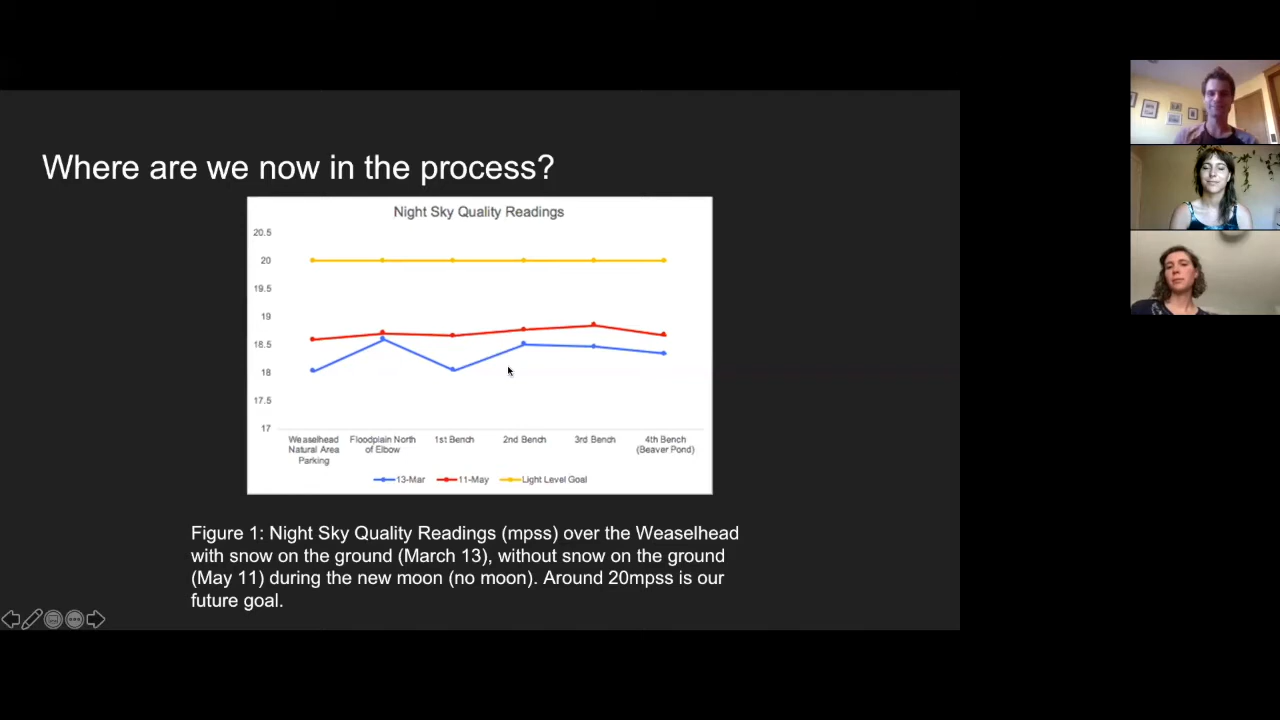 Where are we now in the process?
Night Sky Quality Readings
20.5
20
19.5
19
18.5
18
17.5
17
Weaselhead Natural Area Parking
Floodplain North of Elbow
1st Bench
2nd Bench
3rd Bench
4th Bench (Beaver Pond)
13-Mar
11-May
Light Level Goal
Figure 1: Night Sky Quality Readings (mpss) over the Weaselhead
with snow on the ground (March 13), without snow on the ground
(May 11) during the new moon (no moon). Around 20mpss is our
future goal.